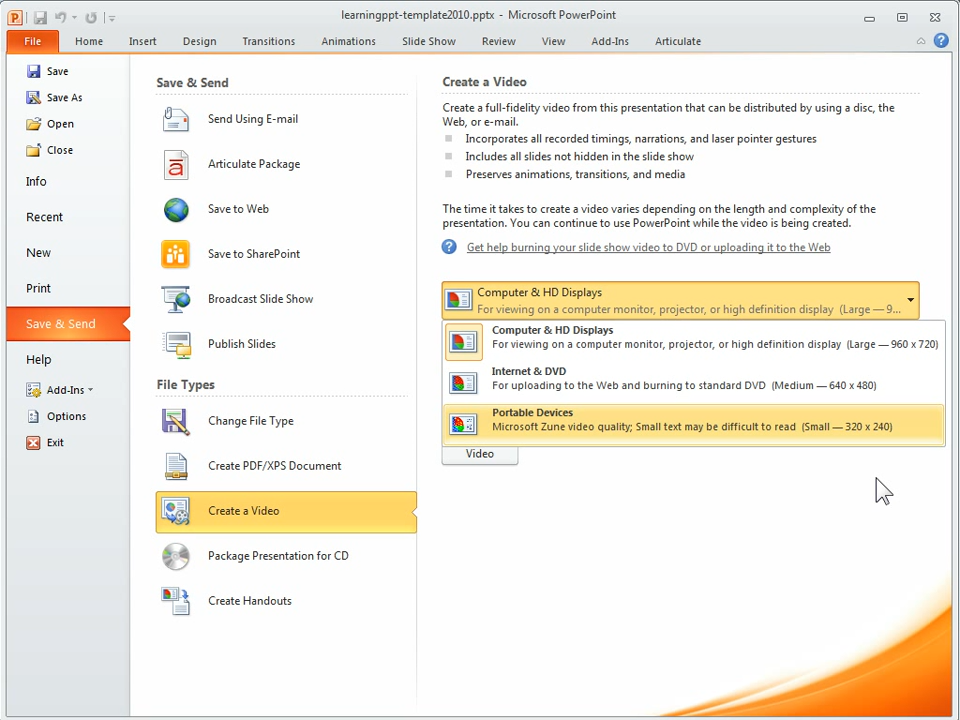 learningppt-template2010.pptx - Microsoft PowerPoint
File Home Insert Design Transitions Animations Slide Show Review View Add-Ins Articulate
Save
Save As
Open
Close
Info
Recent
New
Print
Save & Send
Help
Add-Ins
Options
Exit
Save & Send
Send Using E-mail
Articulate Package
Save to Web
Save to SharePoint
Broadcast Slide Show
Publish Slides
File Types
Change File Type
Create PDF/XPS Document
Create a Video
Package Presentation for CD
Create Handouts
Create a Video
Create a full-fidelity video from this presentation that can be distributed by using a disc, the
Web, or e-mail.
Incorporates all recorded timings, narrations, and laser pointer gestures
Includes all slides not hidden in the slide show
Preserves animations, transitions, and media
The time it takes to create a video varies depending on the length and complexity of the
presentation. You can continue to use PowerPoint while the video is being created.
Get help burning your slide show video to DVD or uploading it to the Web
Computer & HD Displays
For viewing on a computer monitor, projector, or high definition display (Large — 9...
Computer & HD Displays
For viewing on a computer monitor, projector, or high definition display (Large — 960 x 720)
Internet & DVD
For uploading to the Web and burning to standard DVD (Medium — 640 x 480)
Portable Devices
Microsoft Zune video quality; Small text may be difficult to read (Small — 320 x 240)
Video